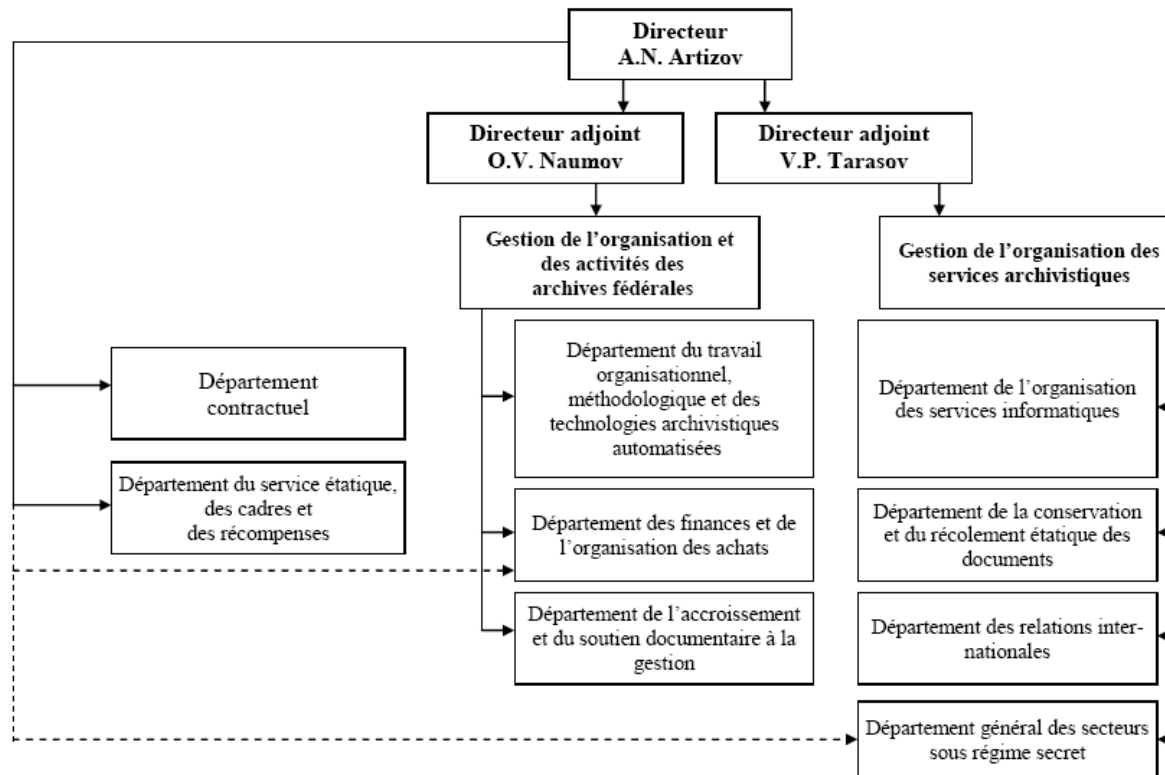 Directeur
A.N. Artizov
Directeur adjoint
O.V. Naumov
Directeur adjoint
V.P. Tarasov
Gestion de l’organisation et
des activités des
archives fédérales
Gestion de l’organisation des
services archivistiques
Département
contractuel
Département du travail
organisationnel,
méthodologique et des
technologies archivistiques
automatisées
Département de l’organisation
des services informatiques
Département du service étatique,
des cadres et
des récompenses
Département des finances et de
l’organisation des achats
Département de la conservation
et du récolement étatique des
documents
Département de l’accroissement
et du soutien documentaire à la
gestion
Département des relations inter-
nationales
Département général des secteurs
sous régime secret